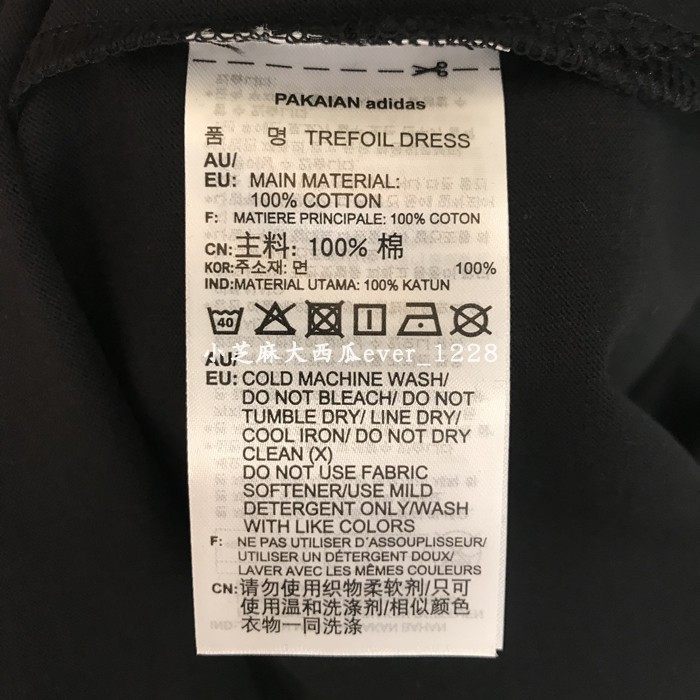 PAKAIAN adidas
품 명 TREFOIL DRESS
AU/
EU: MAIN MATERIAL:
100% COTTON
F: MATIERE PRINCIPALE: 100% COTON
CN:主料: 100% 棉
KOR:주소재: 면 100%
IND:MATERIAL UTAMA: 100% KATUN
40
小芝麻大西瓜ever_1228
AU/
EU: COLD MACHINE WASH/
DO NOT BLEACH/ DO NOT
TUMBLE DRY/ LINE DRY/
COOL IRON/ DO NOT DRY
CLEAN (X)
DO NOT USE FABRIC
SOFTENER/USE MILD
DETERGENT ONLY/WASH
WITH LIKE COLORS
F: NE PAS UTILISER D´ASSOUPLISSEUR/
UTILISER UN DÉTERGENT DOUX/
LAVER AVEC LES MÊMES COULEURS
CN:请勿使用织物柔软剂/只可
使用温和洗涤剂/相似颜色
衣物一同洗涤